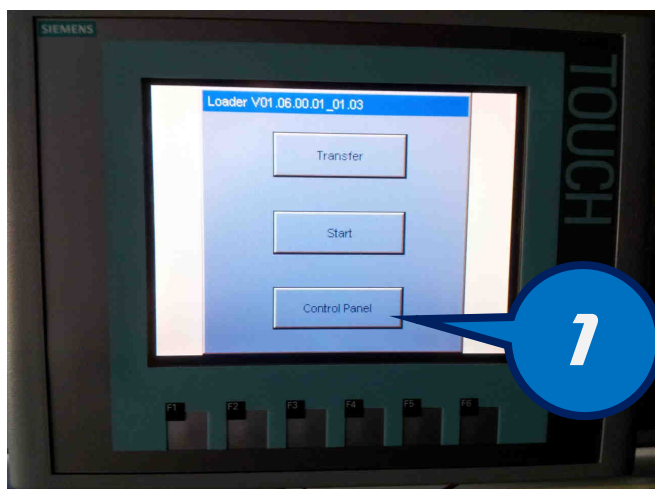 SIEMENS
TOUCH
Loader V01.06.00.01_01.03
Transfer
Start
Control Panel
1
F1 F2 F3 F4 F5 F6